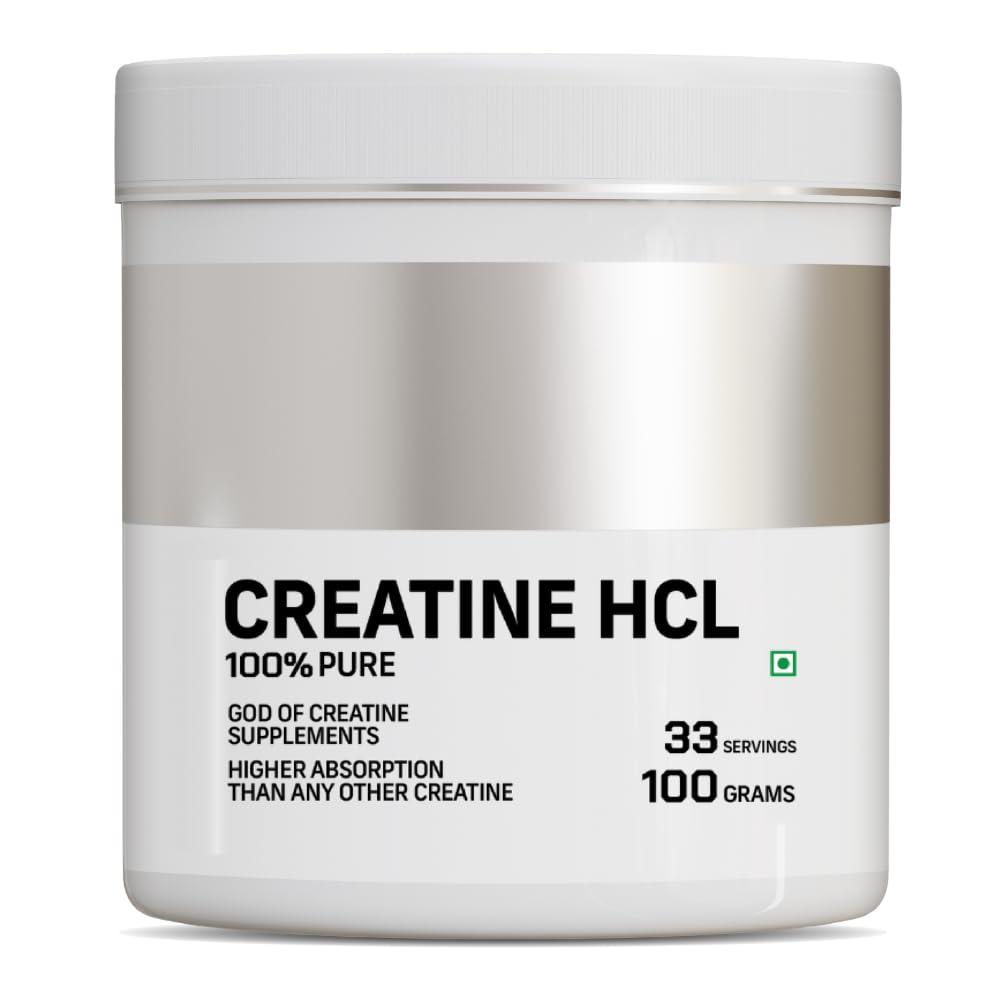 CREATINE HCL
100% PURE
GOD OF CREATINE
SUPPLEMENTS
HIGHER ABSORPTION
THAN ANY OTHER CREATINE
33 SERVINGS
100 GRAMS